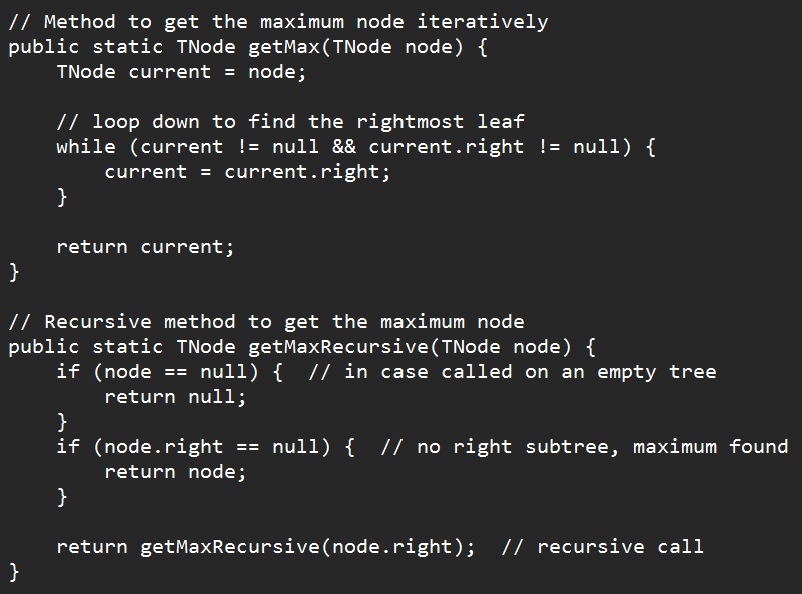 // Method to get the maximum node iteratively
public static TNode getMax(TNode node) {
    TNode current = node;

    // loop down to find the rightmost leaf
    while (current != null && current.right != null) {
        current = current.right;
    }

    return current;
}

// Recursive method to get the maximum node
public static TNode getMaxRecursive(TNode node) {
    if (node == null) {  // in case called on an empty tree
        return null;
    }
    if (node.right == null) {  // no right subtree, maximum found
        return node;
    }

    return getMaxRecursive(node.right);  // recursive call
}